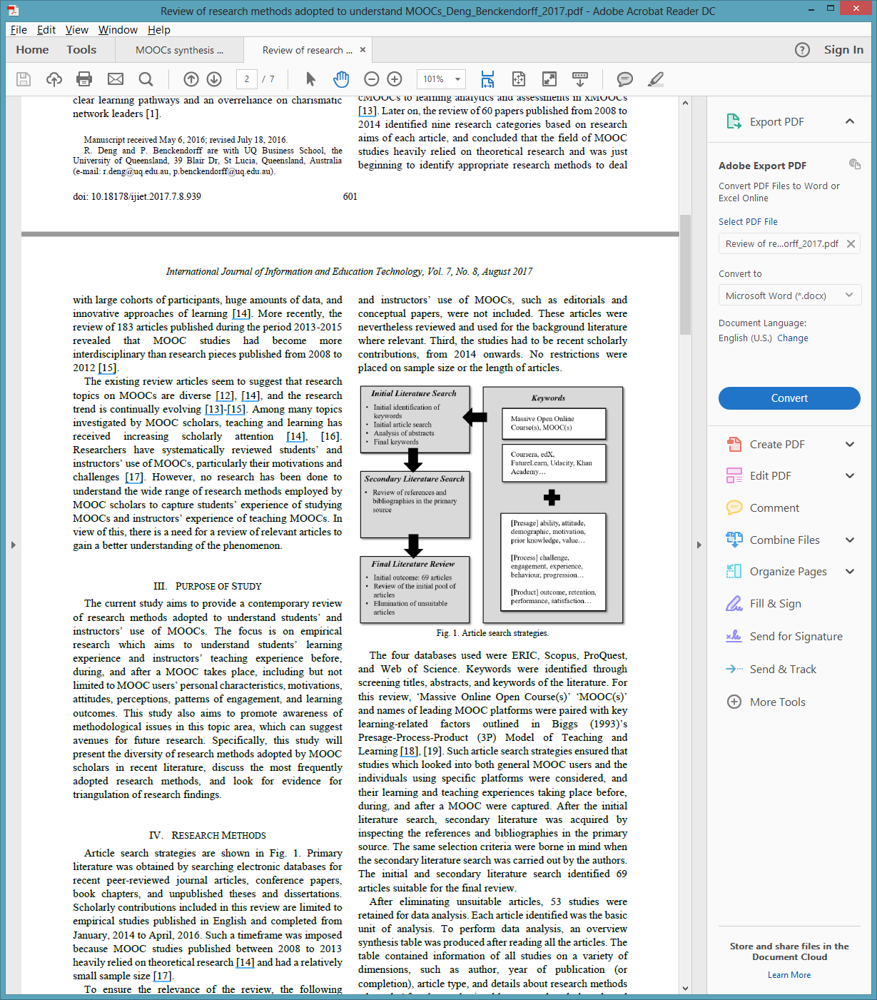 Review of research methods adopted to understand MOOCs_Deng_Benckendorff_2017.pdf - Adobe Acrobat Reader DC
File Edit View Window Help
Home Tools MOOCs synthesis ... Review of research ... × Sign In
2 / 7 101%
clear learning pathways and an overreliance on charismatic
network leaders [1].
Manuscript received May 6, 2016; revised July 18, 2016.
R. Deng and P. Benckendorff are with UQ Business School, the
University of Queensland, 39 Blair Dr, St Lucia, Queensland, Australia
(e-mail: r.deng@uq.edu.au, p.benckendorff@uq.edu.au).
cMOOCs to learning analytics and assessments in xMOOCs
[13]. Later on, the review of 60 papers published from 2008 to
2014 identified nine research categories based on research
aims of each article, and concluded that the field of MOOC
studies heavily relied on theoretical research and was just
beginning to identify appropriate research methods to deal
doi: 10.18178/ijiet.2017.7.8.939 601
International Journal of Information and Education Technology, Vol. 7, No. 8, August 2017
with large cohorts of participants, huge amounts of data, and
innovative approaches of learning [14]. More recently, the
review of 183 articles published during the period 2013-2015
revealed that MOOC studies had become more
interdisciplinary than research pieces published from 2008 to
2012 [15].
The existing review articles seem to suggest that research
topics on MOOCs are diverse [12], [14], and the research
trend is continually evolving [13]-[15]. Among many topics
investigated by MOOC scholars, teaching and learning has
received increasing scholarly attention [14], [16].
Researchers have systematically reviewed students' and
instructors' use of MOOCs, particularly their motivations and
challenges [17]. However, no research has been done to
understand the wide range of research methods employed by
MOOC scholars to capture students' experience of studying
MOOCs and instructors' experience of teaching MOOCs. In
view of this, there is a need for a review of relevant articles to
gain a better understanding of the phenomenon.
III. PURPOSE OF STUDY
The current study aims to provide a contemporary review
of research methods adopted to understand students' and
instructors' use of MOOCs. The focus is on empirical
research which aims to understand students' learning
experience and instructors' teaching experience before,
during, and after a MOOC takes place, including but not
limited to MOOC users' personal characteristics, motivations,
attitudes, perceptions, patterns of engagement, and learning
outcomes. This study also aims to promote awareness of
methodological issues in this topic area, which can suggest
avenues for future research. Specifically, this study will
present the diversity of research methods adopted by MOOC
scholars in recent literature, discuss the most frequently
adopted research methods, and look for evidence for
triangulation of research findings.
IV. RESEARCH METHODS
Article search strategies are shown in Fig. 1. Primary
literature was obtained by searching electronic databases for
recent peer-reviewed journal articles, conference papers,
book chapters, and unpublished theses and dissertations.
Scholarly contributions included in this review are limited to
empirical studies published in English and completed from
January, 2014 to April, 2016. Such a timeframe was imposed
because MOOC studies published between 2008 to 2013
heavily relied on theoretical research [14] and had a relatively
small sample size [17].
To ensure the relevance of the review, the following
and instructors' use of MOOCs, such as editorials and
conceptual papers, were not included. These articles were
nevertheless reviewed and used for the background literature
where relevant. Third, the studies had to be recent scholarly
contributions, from 2014 onwards. No restrictions were
placed on sample size or the length of articles.
Initial Literature Search
• Initial identification of
keywords
• Initial article search
• Analysis of abstracts
• Final keywords
Secondary Literature Search
• Review of references and
bibliographies in the primary
source
Final Literature Review
• Initial outcome: 69 articles
• Review of the initial pool of
articles
• Elimination of unsuitable
articles
Keywords
Massive Open Online
Course(s), MOOC(s)
Coursera, edX,
FutureLearn, Udacity, Khan
Academy…
[Presage] ability, attitude,
demographic, motivation,
prior knowledge, value…
[Process] challenge,
engagement, experience,
behaviour, progression…
[Product] outcome, retention,
performance, satisfaction…
Fig. 1. Article search strategies.
The four databases used were ERIC, Scopus, ProQuest,
and Web of Science. Keywords were identified through
screening titles, abstracts, and keywords of the literature. For
this review, 'Massive Online Open Course(s)' 'MOOC(s)'
and names of leading MOOC platforms were paired with key
learning-related factors outlined in Biggs (1993)'s
Presage-Process-Product (3P) Model of Teaching and
Learning [18], [19]. Such article search strategies ensured that
studies which looked into both general MOOC users and the
individuals using specific platforms were considered, and
their learning and teaching experiences taking place before,
during, and after a MOOC were captured. After the initial
literature search, secondary literature was acquired by
inspecting the references and bibliographies in the primary
source. The same selection criteria were borne in mind when
the secondary literature search was carried out by the authors.
The initial and secondary literature search identified 69
articles suitable for the final review.
After eliminating unsuitable articles, 53 studies were
retained for data analysis. Each article identified was the basic
unit of analysis. To perform data analysis, an overview
synthesis table was produced after reading all the articles. The
table contained information of all studies on a variety of
dimensions, such as author, year of publication (or
completion), article type, and details about research methods
Export PDF
Adobe Export PDF
Convert PDF Files to Word or
Excel Online
Select PDF File
Review of re...orff_2017.pdf
Convert to
Microsoft Word (*.docx)
Document Language:
English (U.S.) Change
Convert
Create PDF
Edit PDF
Comment
Combine Files
Organize Pages
Fill & Sign
Send for Signature
Send & Track
More Tools
Store and share files in the
Document Cloud
Learn More